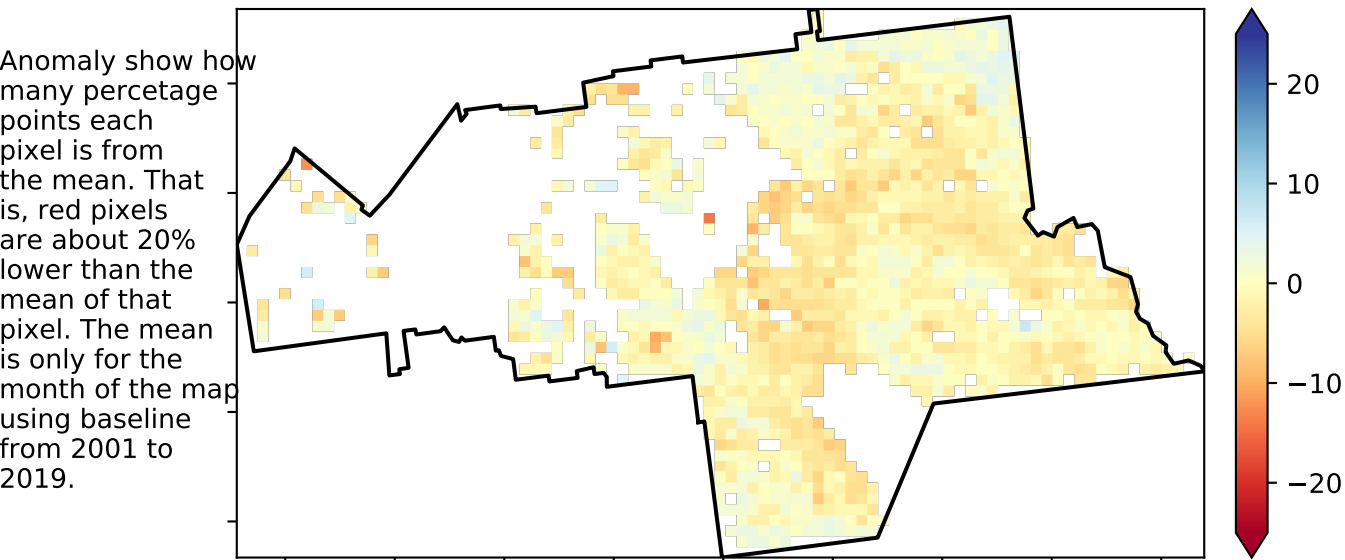 Anomaly show how
many percetage
points each
pixel is from
the mean. That
is, red pixels
are about 20%
lower than the
mean of that
pixel. The mean
is only for the
month of the map
using baseline
from 2001 to
2019.
20
10
0
−10
−20